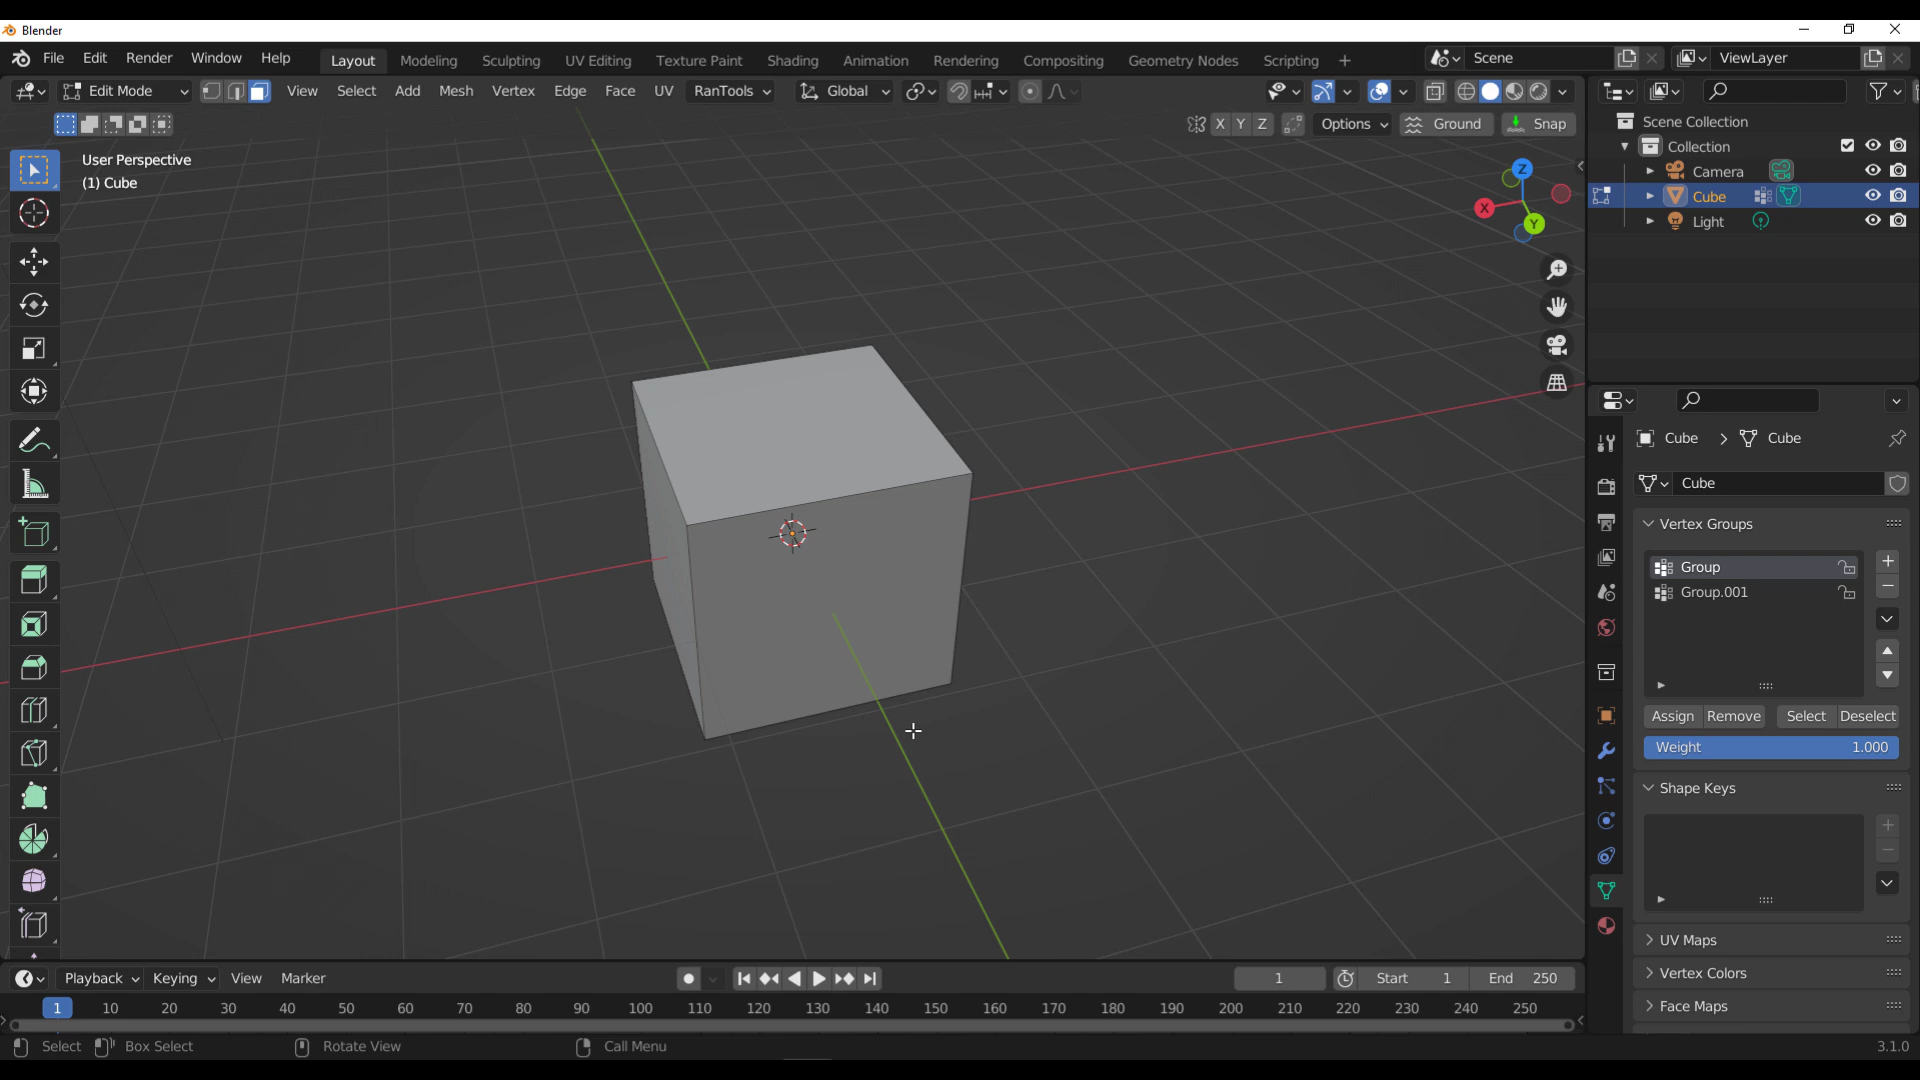 Blender
File Edit Render Window Help Layout Modeling Sculpting UV Editing Texture Paint Shading Animation Rendering Compositing Geometry Nodes Scripting + Scene ViewLayer
Edit Mode View Select Add Mesh Vertex Edge Face UV RanTools Global
X Y Z Options Ground Snap
User Perspective
(1) Cube
Z
X
Y
Scene Collection
Collection
Camera
Cube
Light
Cube > Cube
Cube
Vertex Groups
Group
Group.001
Assign Remove Select Deselect
Weight 1.000
Shape Keys
UV Maps
Vertex Colors
Face Maps
Playback Keying View Marker 1 Start 1 End 250
1 10 20 30 40 50 60 70 80 90 100 110 120 130 140 150 160 170 180 190 200 210 220 230 240 250
Select Box Select Rotate View Call Menu 3.1.0